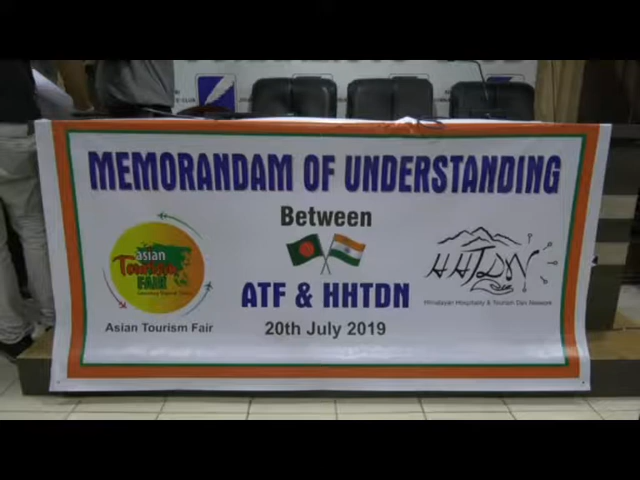 MEMORANDAM OF UNDERSTANDING
Between
asian
Tourism
FAIR
ATF & HHTDN
HHTDN
Himalayan Hospitality & Tourism Dev Network
Asian Tourism Fair
20th July 2019